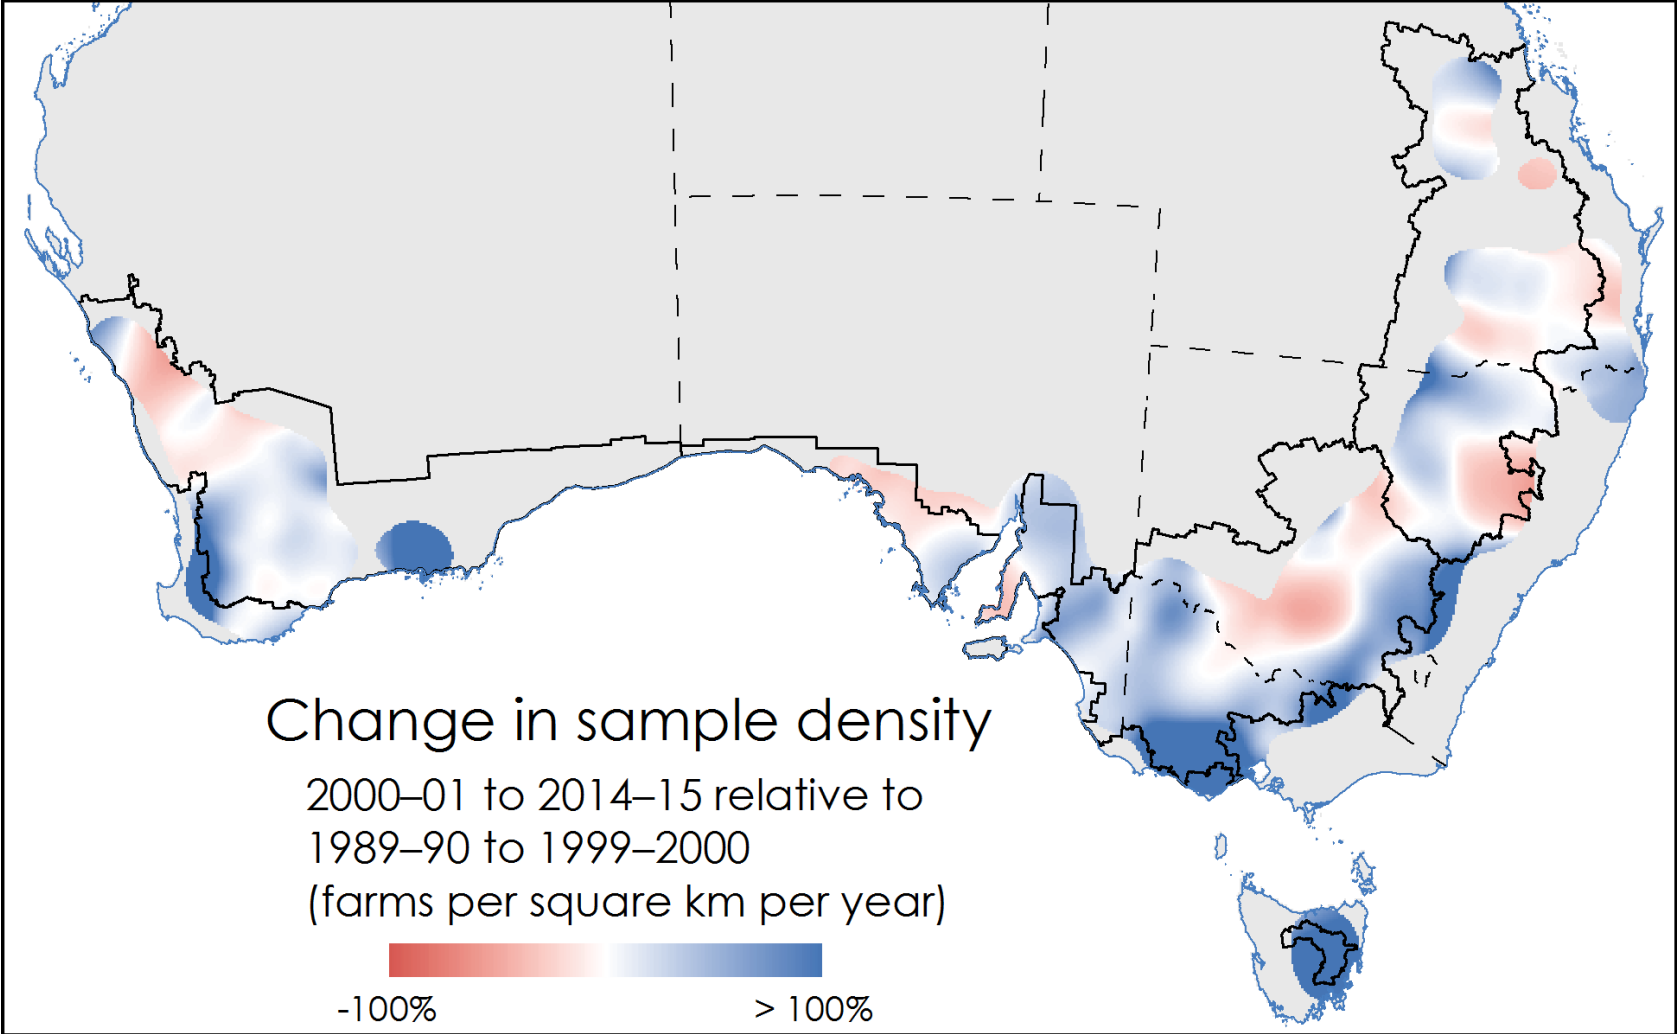 Change in sample density
2000–01 to 2014–15 relative to
1989–90 to 1999–2000
(farms per square km per year)
-100%
> 100%